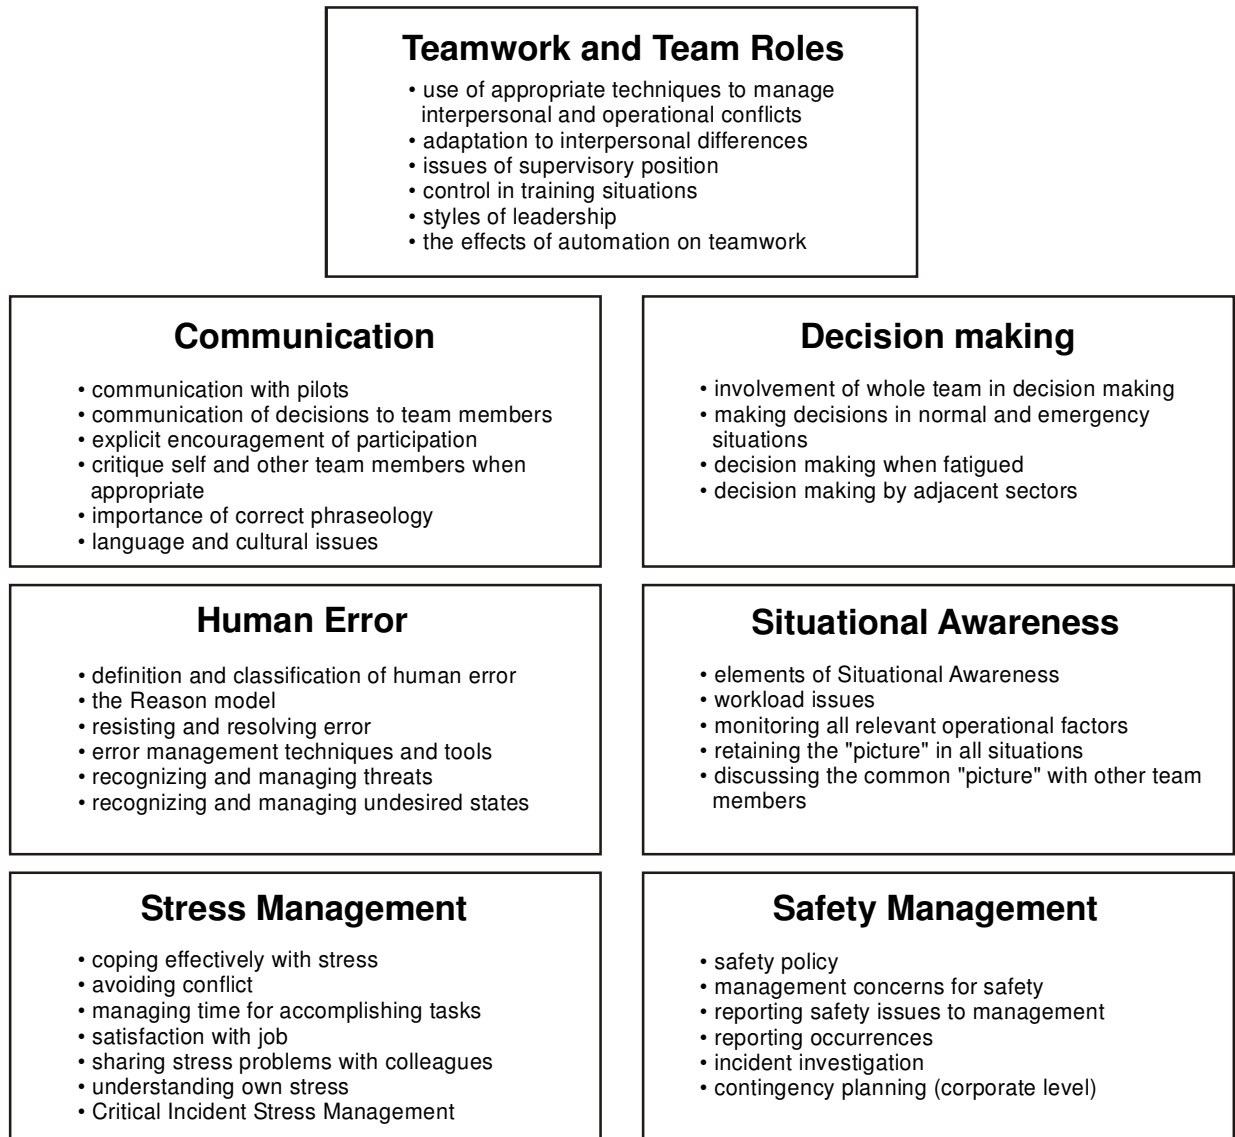 Teamwork and Team Roles
• use of appropriate techniques to manage
interpersonal and operational conflicts
• adaptation to interpersonal differences
• issues of supervisory position
• control in training situations
• styles of leadership
• the effects of automation on teamwork
Communication
• communication with pilots
• communication of decisions to team members
• explicit encouragement of participation
• critique self and other team members when
appropriate
• importance of correct phraseology
• language and cultural issues
Decision making
• involvement of whole team in decision making
• making decisions in normal and emergency
situations
• decision making when fatigued
• decision making by adjacent sectors
Human Error
• definition and classification of human error
• the Reason model
• resisting and resolving error
• error management techniques and tools
• recognizing and managing threats
• recognizing and managing undesired states
Situational Awareness
• elements of Situational Awareness
• workload issues
• monitoring all relevant operational factors
• retaining the "picture" in all situations
• discussing the common "picture" with other team
members
Stress Management
• coping effectively with stress
• avoiding conflict
• managing time for accomplishing tasks
• satisfaction with job
• sharing stress problems with colleagues
• understanding own stress
• Critical Incident Stress Management
Safety Management
• safety policy
• management concerns for safety
• reporting safety issues to management
• reporting occurrences
• incident investigation
• contingency planning (corporate level)